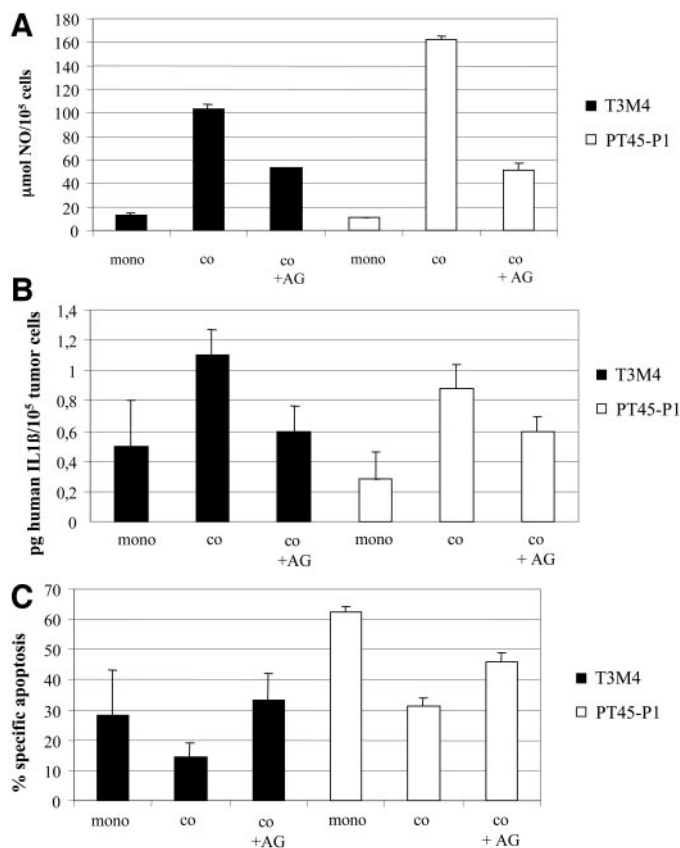 A
µmol NO/10⁵ cells
180
160
140
120
100
80
60
40
20
0
mono
co
co
+AG
mono
co
co
+ AG
T3M4
PT45-P1
B
pg human IL1ß/10⁵ tumor cells
1,4
1,2
1
0,8
0,6
0,4
0,2
0
mono
co
co
+AG
mono
co
co
+ AG
T3M4
PT45-P1
C
% specific apoptosis
70
60
50
40
30
20
10
0
mono
co
co
+AG
mono
co
co
+ AG
T3M4
PT45-P1